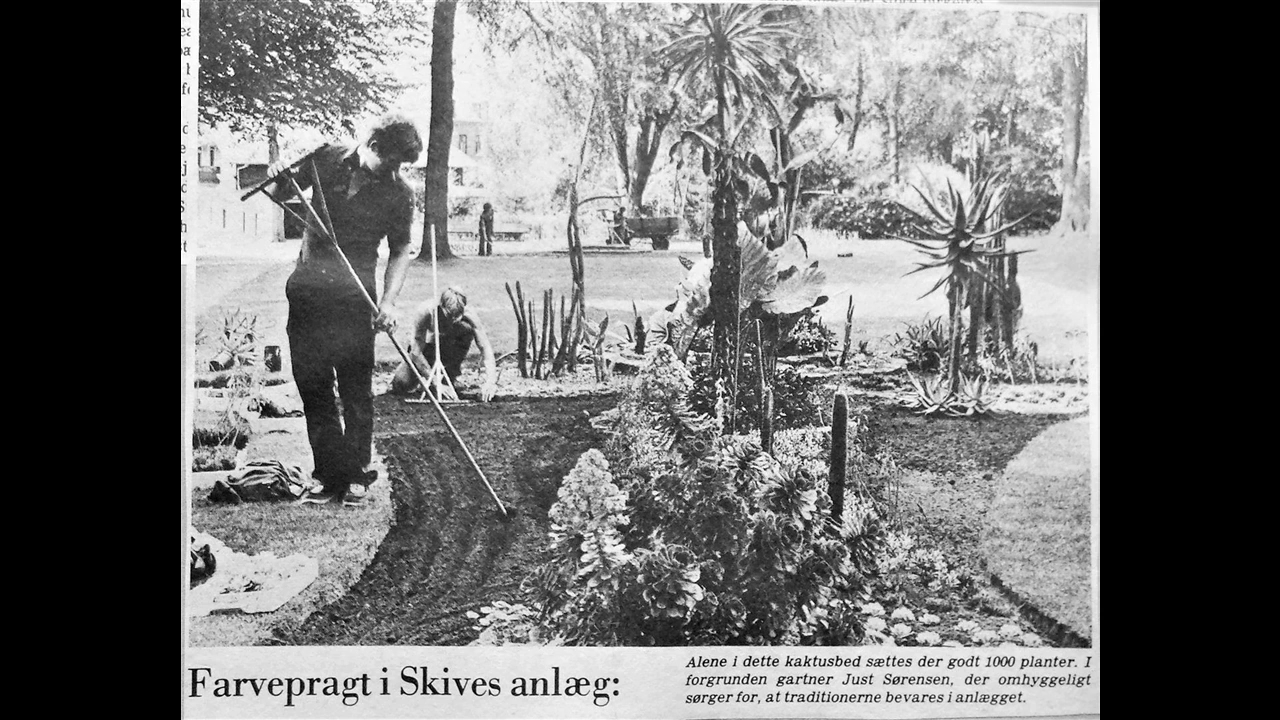 Farvepragt i Skives anlæg:
Alene i dette kaktusbed sættes der godt 1000 planter. I
forgrunden gartner Just Sørensen, der omhyggeligt
sørger for, at traditionerne bevares i anlægget.